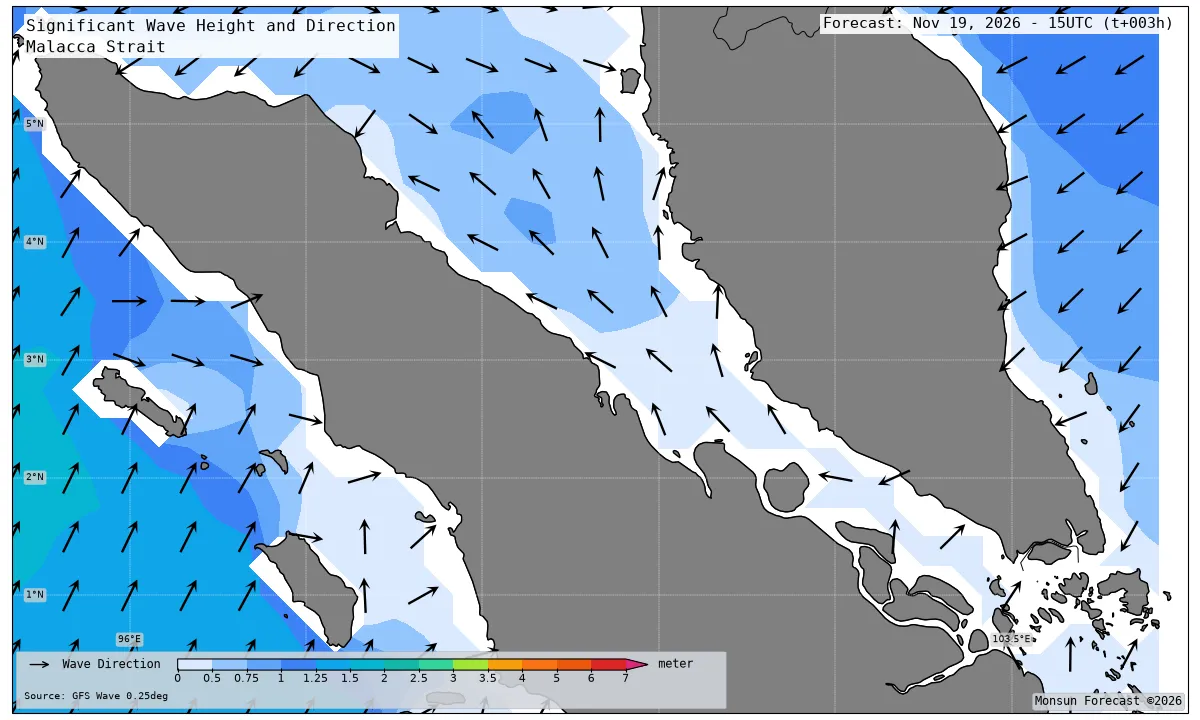 Significant Wave Height and Direction
Malacca Strait
Forecast: Nov 19, 2026 - 15UTC (t+003h)
5°N
4°N
3°N
2°N
1°N
96°E
103.5°E
Wave Direction
meter
0 0.5 0.75 1 1.25 1.5 2 2.5 3 3.5 4 5 6 7
Source: GFS Wave 0.25deg
Monsun Forecast ©2026